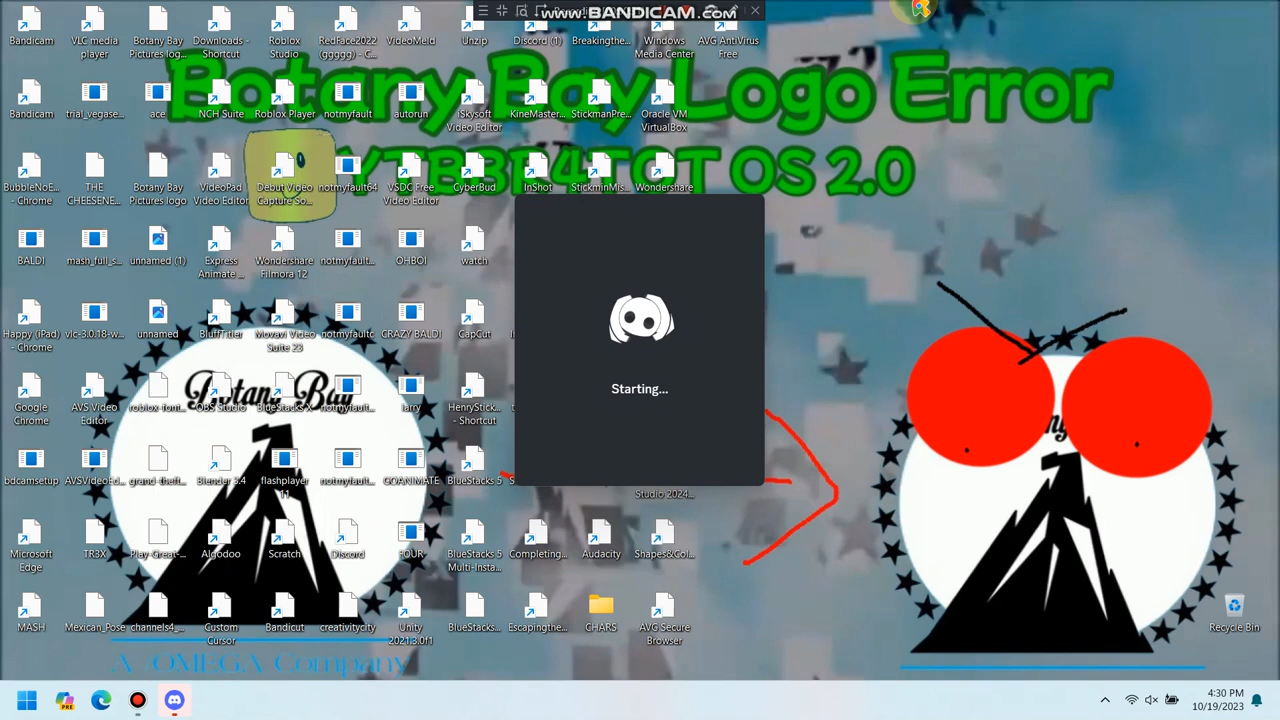 www.BANDICAM.com
Botany Bay Logo Error
YTB3R4TOT OS 2.0
Bandicam
VLC media player
Botany Bay Pictures log...
Downloads - Shortcut
Roblox Studio
RedFace2022 (ggggg) - C...
VideoMeld
Unzip
Discord (1)
Breakingthe...
Windows Media Center
AVG AntiVirus Free
Bandicam
trial_vegase...
ace
NCH Suite
Roblox Player
notmyfault
autorun
iSkysoft Video Editor
KineMaster...
StickmanPre...
Oracle VM VirtualBox
BubbleNoE... - Chrome
THE CHEESENE...
Botany Bay Pictures logo
VideoPad Video Editor
Debut Video Capture So...
notmyfault64
VSDC Free Video Editor
CyberBud
InShot
StickminMis...
Wondershare
BALDI
mash_full_s...
unnamed (1)
Express Animate ...
Wondershare Filmora 12
notmyfault...
OHBOI
watch
Happy (iPad) - Chrome
vlc-3.0.18-w...
unnamed
BluffTitler
Movavi Video Suite 23
notmyfaultc
CRAZY BALDI
CapCut
Starting...
Google Chrome
AVS Video Editor
roblox-font...
OBS Studio
BlueStacks X
notmyfault...
larry
HenryStick... - Shortcut
Botany Bay
bdcamsetup
AVSVideoEd...
grand-theft...
Blender 3.4
flashplayer 11
notmyfault...
GOANIMATE
BlueStacks 5
Studio 2024...
Microsoft Edge
TR3X
Play-Great-...
Algodoo
Scratch
Discord
FOUR
BlueStacks 5 Multi-Insta...
Completing...
Audacity
Shapes&Col...
MASH
Mexican_Pose
channels4_...
Custom Cursor
Bandicut
creativitycity
Unity 2021.3.0f1
BlueStacks...
Escapingthe...
CHARS
AVG Secure Browser
Recycle Bin
PRE
4:30 PM
10/19/2023